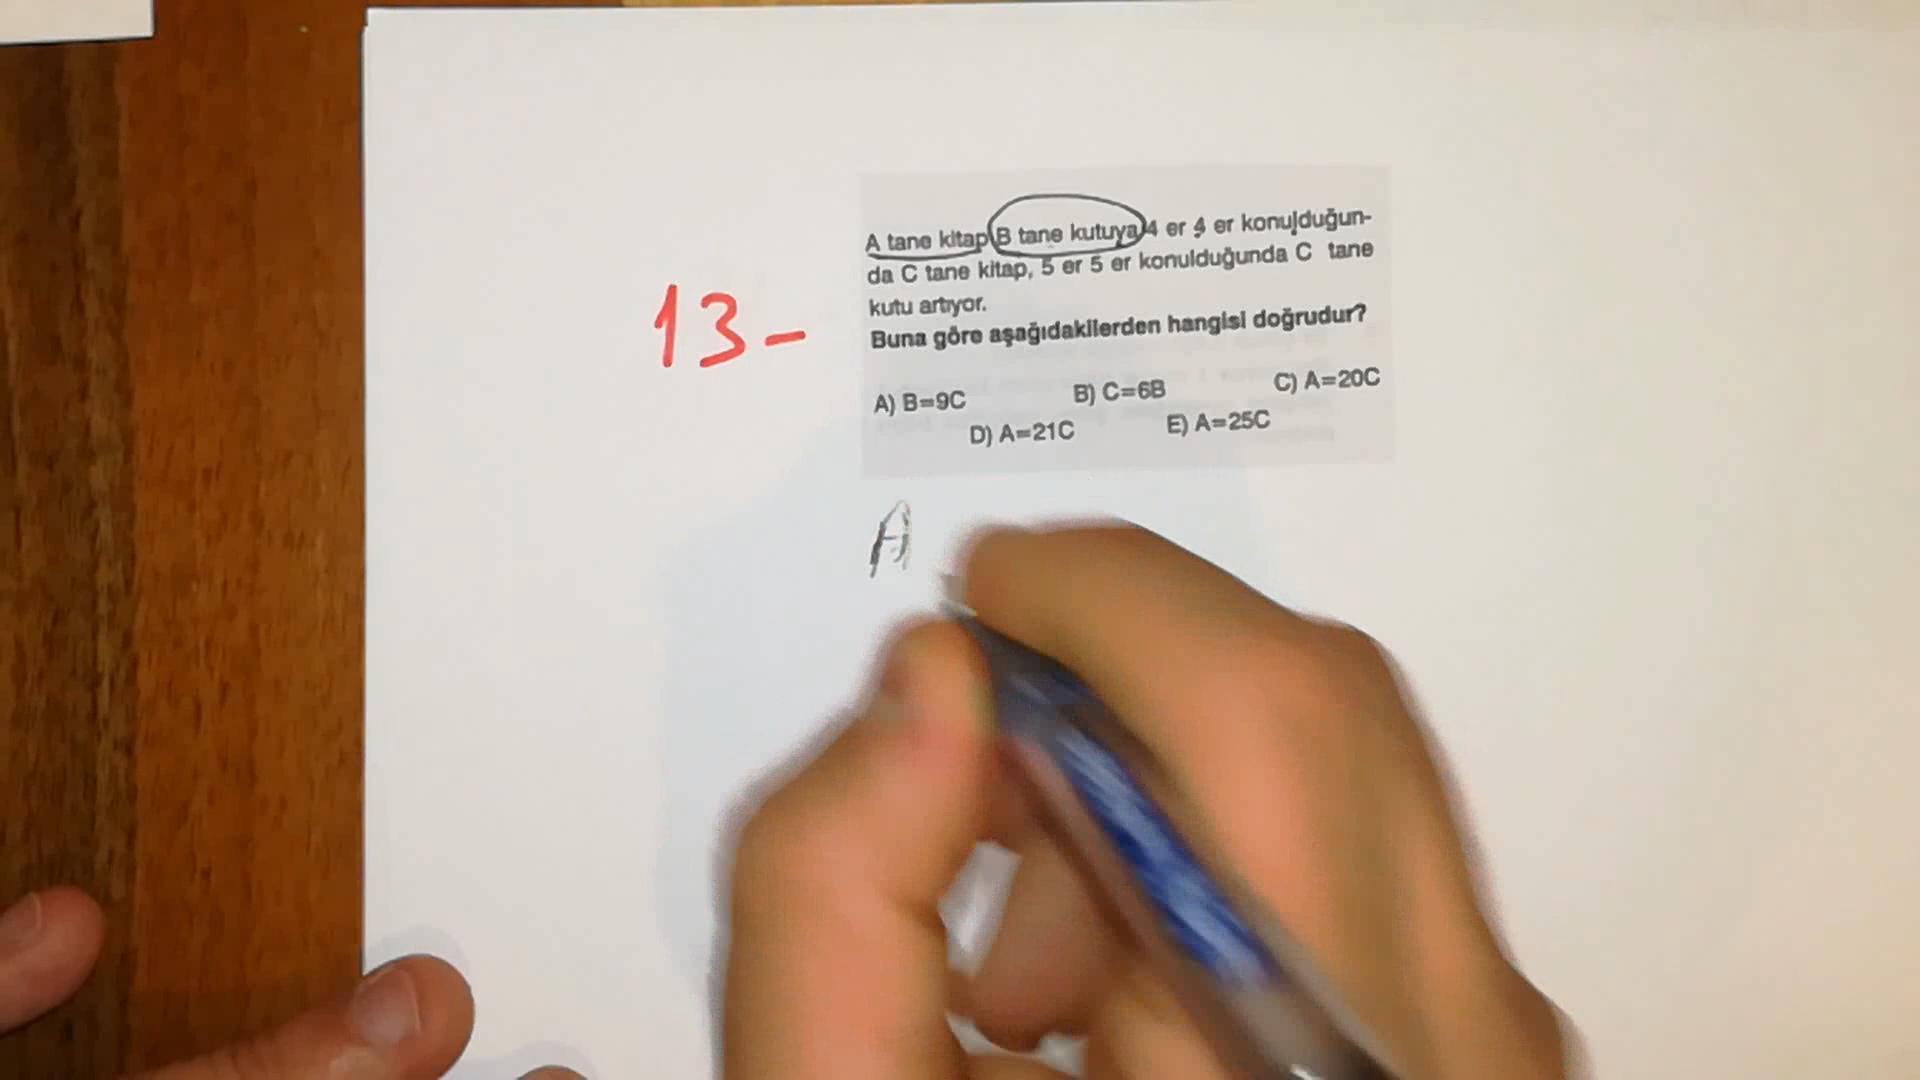 A tane kitap B tane kutuya 4 er 4 er konulduğun-
da C tane kitap, 5 er 5 er konulduğunda C tane
kutu artıyor.
13-
Buna göre aşağıdakilerden hangisi doğrudur?
A) B=9C B) C=6B C) A=20C
D) A=21C E) A=25C
A